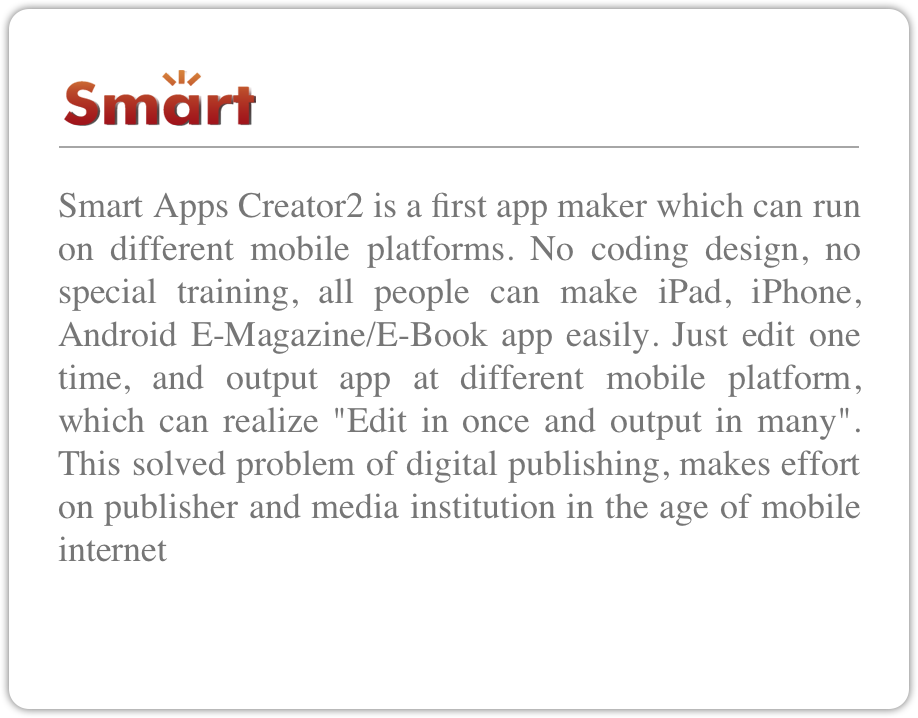 Smart
Smart Apps Creator2 is a first app maker which can run
on different mobile platforms. No coding design, no
special training, all people can make iPad, iPhone,
Android E-Magazine/E-Book app easily. Just edit one
time, and output app at different mobile platform,
which can realize "Edit in once and output in many".
This solved problem of digital publishing, makes effort
on publisher and media institution in the age of mobile
internet